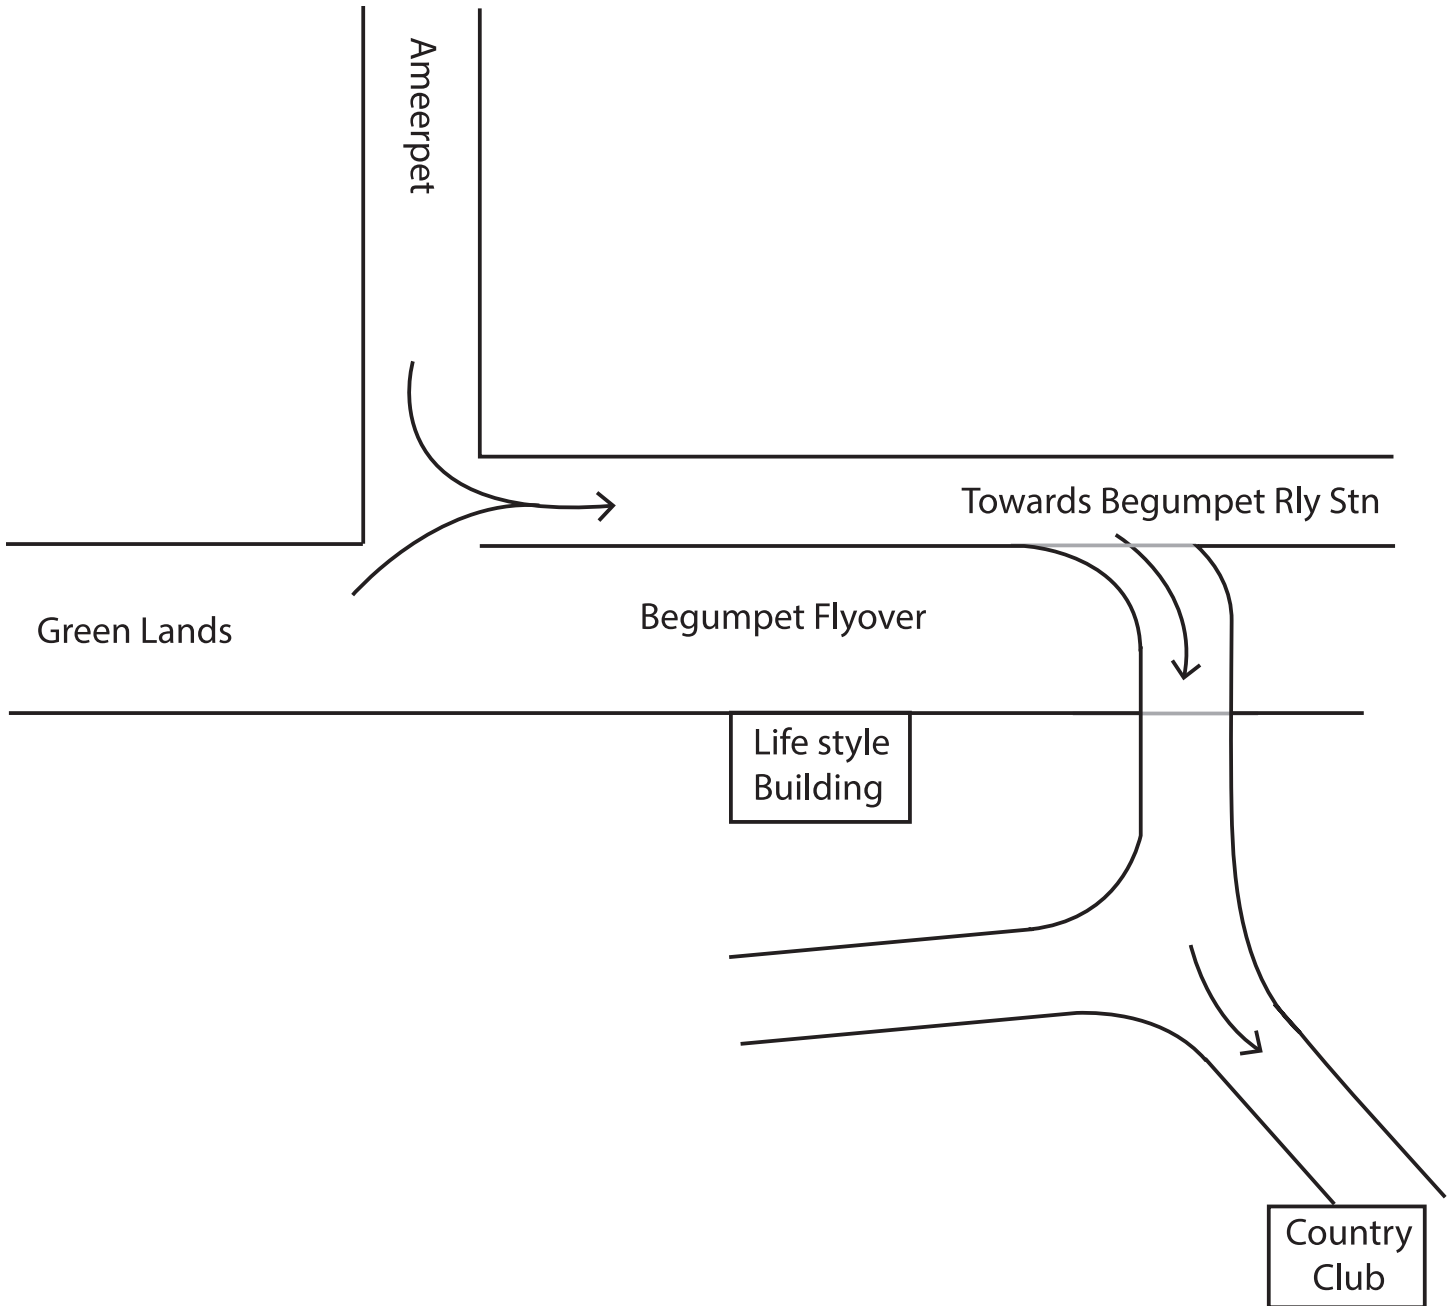 Ameerpet
Towards Begumpet Rly Stn
Green Lands
Begumpet Flyover
Life style
Building
Country
Club